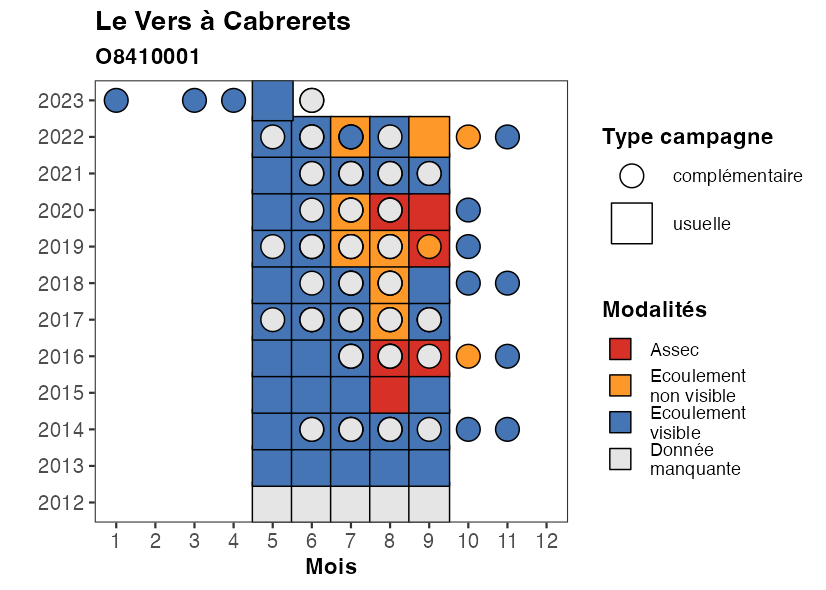 Le Vers à Cabrerets
O8410001
2023
2022
2021
2020
2019
2018
2017
2016
2015
2014
2013
2012
1 2 3 4 5 6 7 8 9 10 11 12
Mois
Type campagne
complémentaire
usuelle
Modalités
Assec
Ecoulement
non visible
Ecoulement
visible
Donnée
manquante